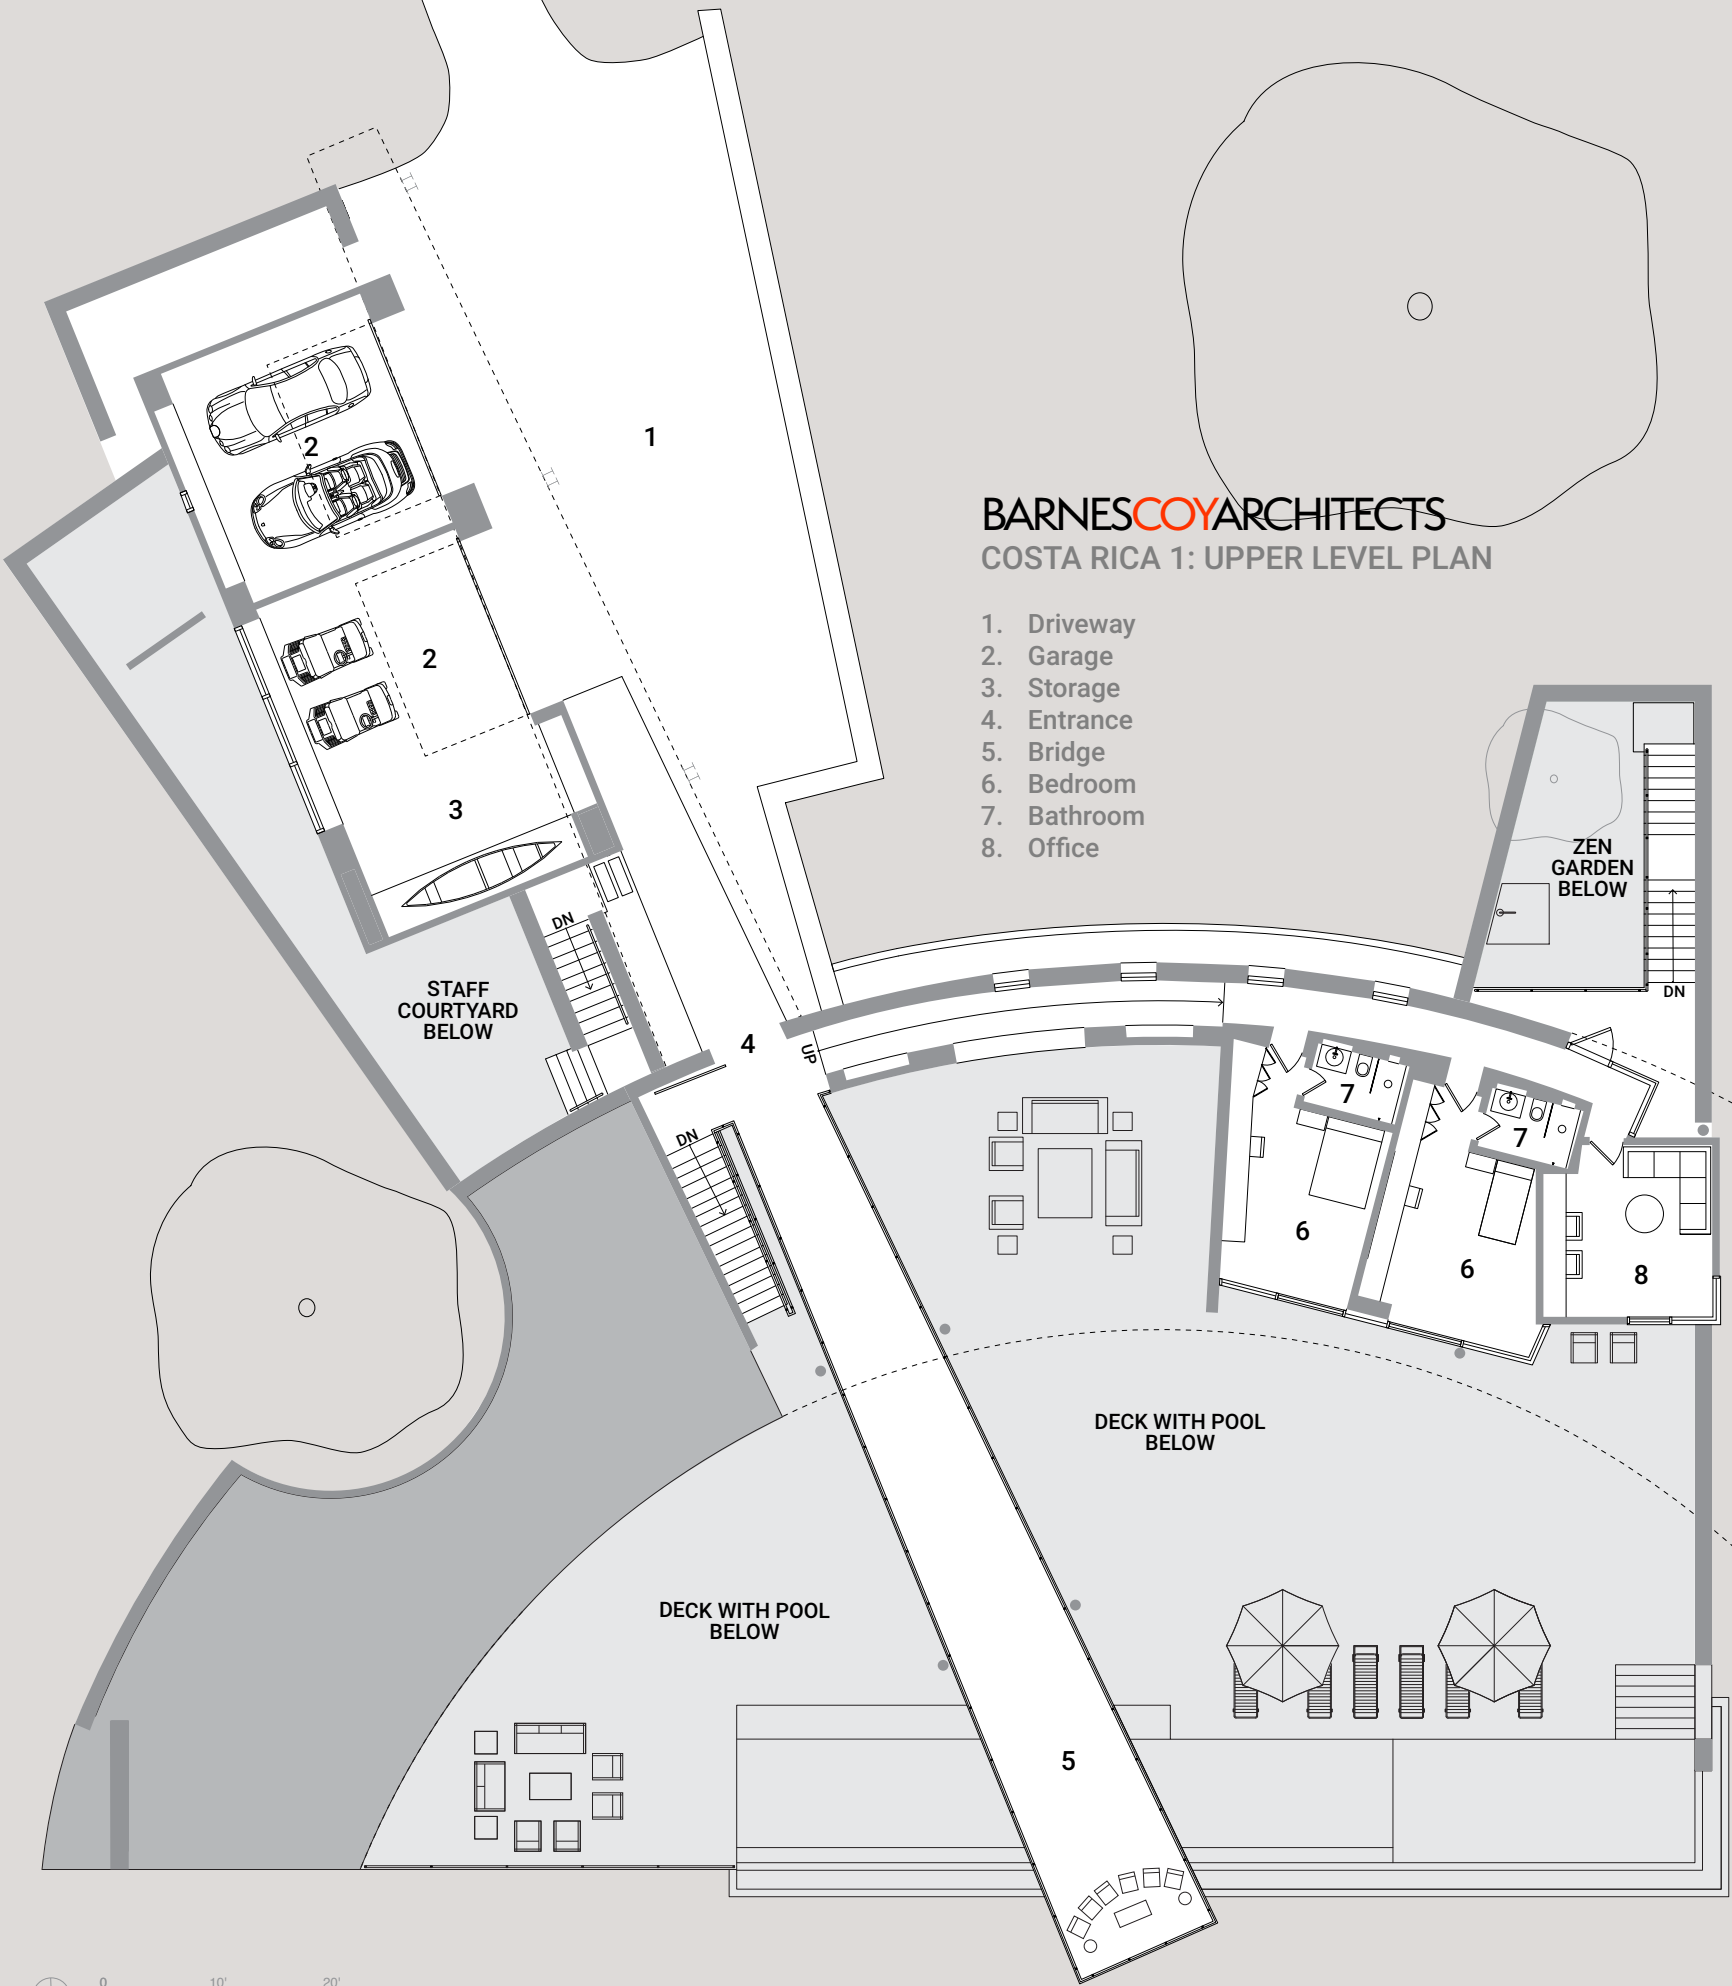 1
2
BARNESCOYARCHITECTS
COSTA RICA 1: UPPER LEVEL PLAN
1. Driveway
2. Garage
3. Storage
4. Entrance
5. Bridge
6. Bedroom
7. Bathroom
8. Office
2
3
ZEN
GARDEN
BELOW
DN
DN
STAFF
COURTYARD
BELOW
4
UP
7
7
DN
6
6
8
DECK WITH POOL
BELOW
DECK WITH POOL
BELOW
5
0 10' 20'